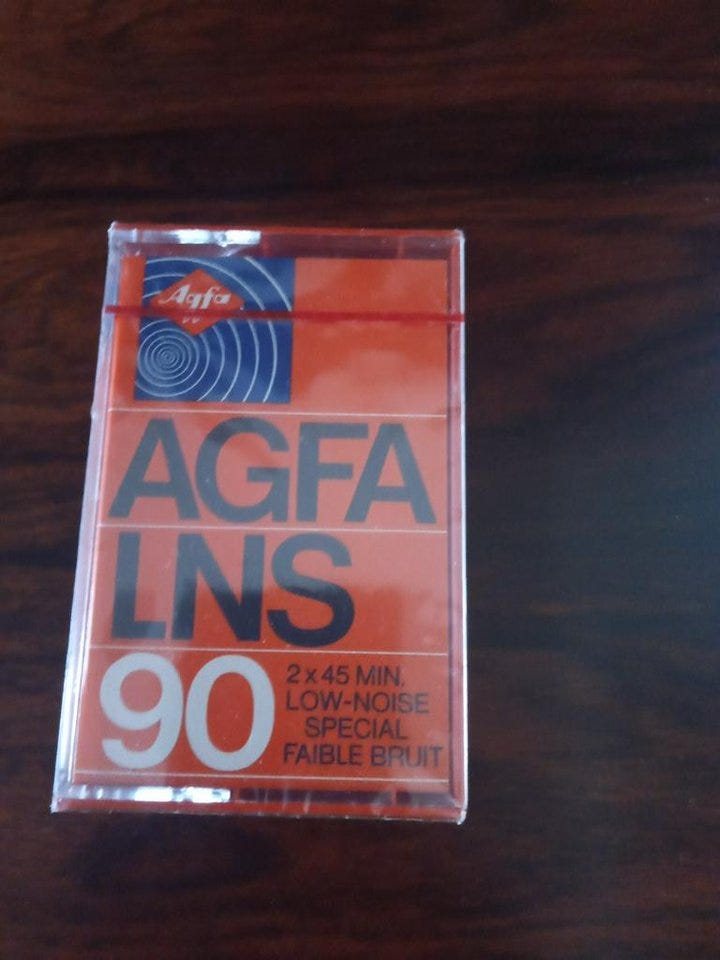 Agfa
AGFA
LNS
90
2 x 45 MIN.
LOW-NOISE
SPECIAL
FAIBLE BRUIT